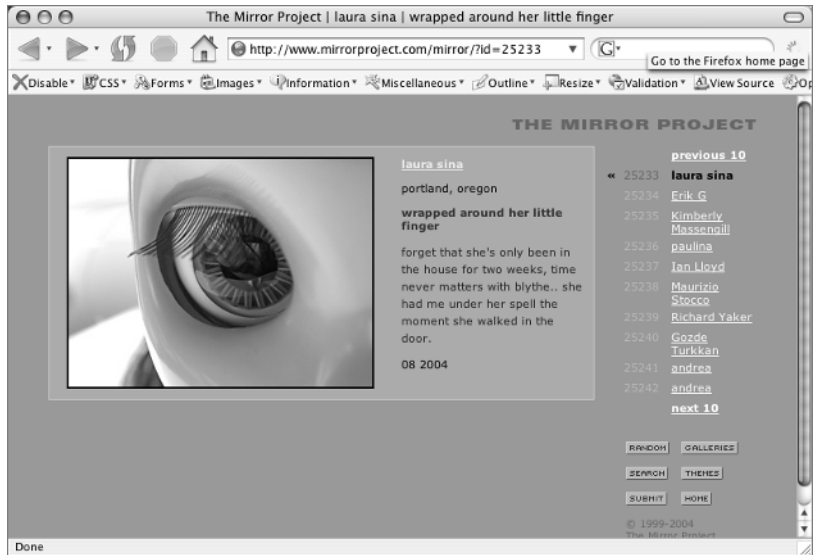 The Mirror Project | laura sina | wrapped around her little finger
http://www.mirrorproject.com/mirror/?id=25233
G
Go to the Firefox home page
Disable CSS Forms Images Information Miscellaneous Outline Resize Validation View Source Op
THE MIRROR PROJECT
laura sina
portland, oregon
wrapped around her little
finger
forget that she's only been in
the house for two weeks, time
never matters with blythe.. she
had me under her spell the
moment she walked in the
door.
08 2004
previous 10
« 25233 laura sina
25234 Erik G
25235 Kimberly
Massengill
25236 paulina
25237 Ian Lloyd
25238 Maurizio
Stocco
25239 Richard Yaker
25240 Gozde
Turkkan
25241 andrea
25242 andrea
next 10
RANDOM GALLERIES
SEARCH THEMES
SUBMIT HOME
© 1999-2004
The Mirror Project
Done